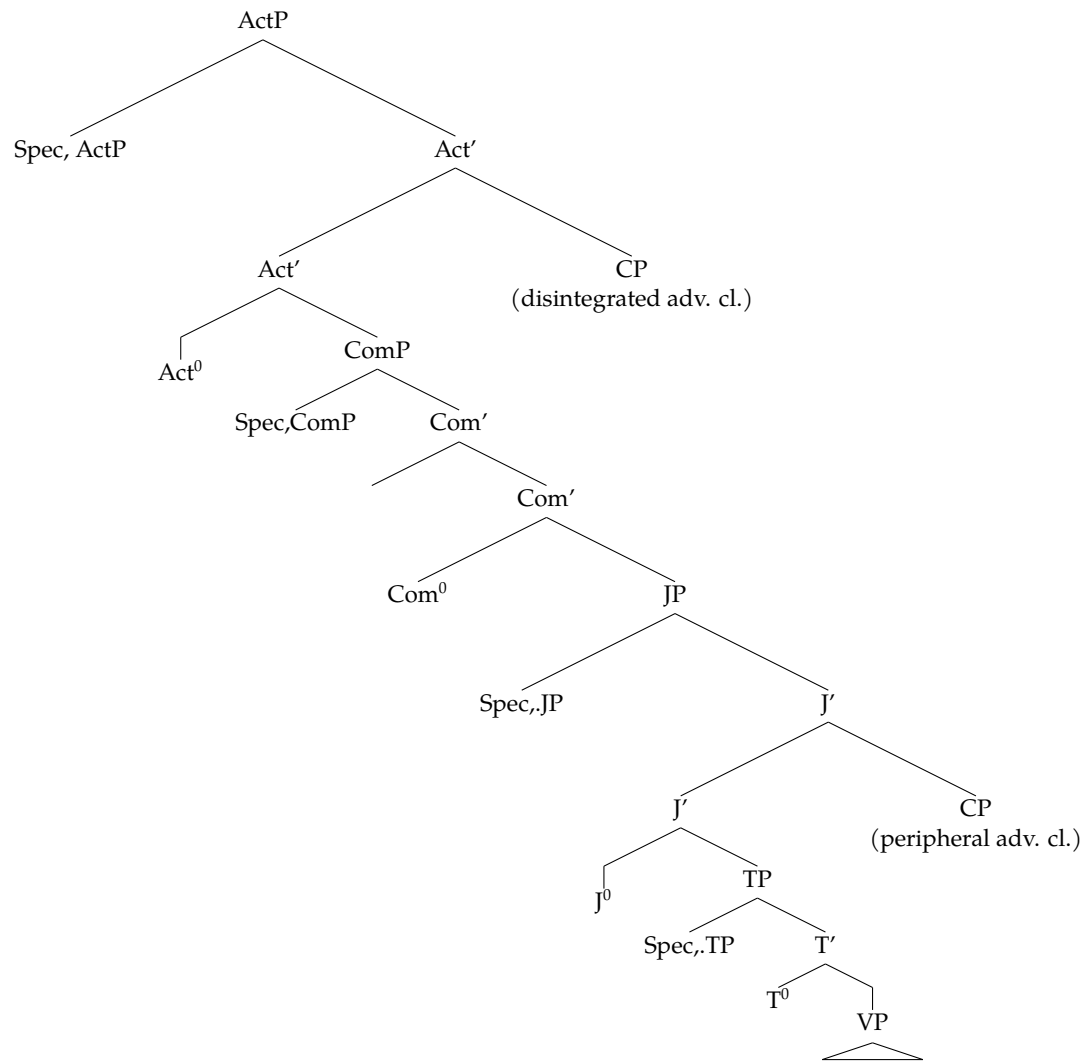 ActP
Spec, ActP
Act’
Act’
CP
(disintegrated adv. cl.)
Act⁰
ComP
Spec,ComP
Com’
Com’
Com⁰
JP
Spec,.JP
J’
J’
CP
(peripheral adv. cl.)
J⁰
TP
Spec,.TP
T’
T⁰
VP